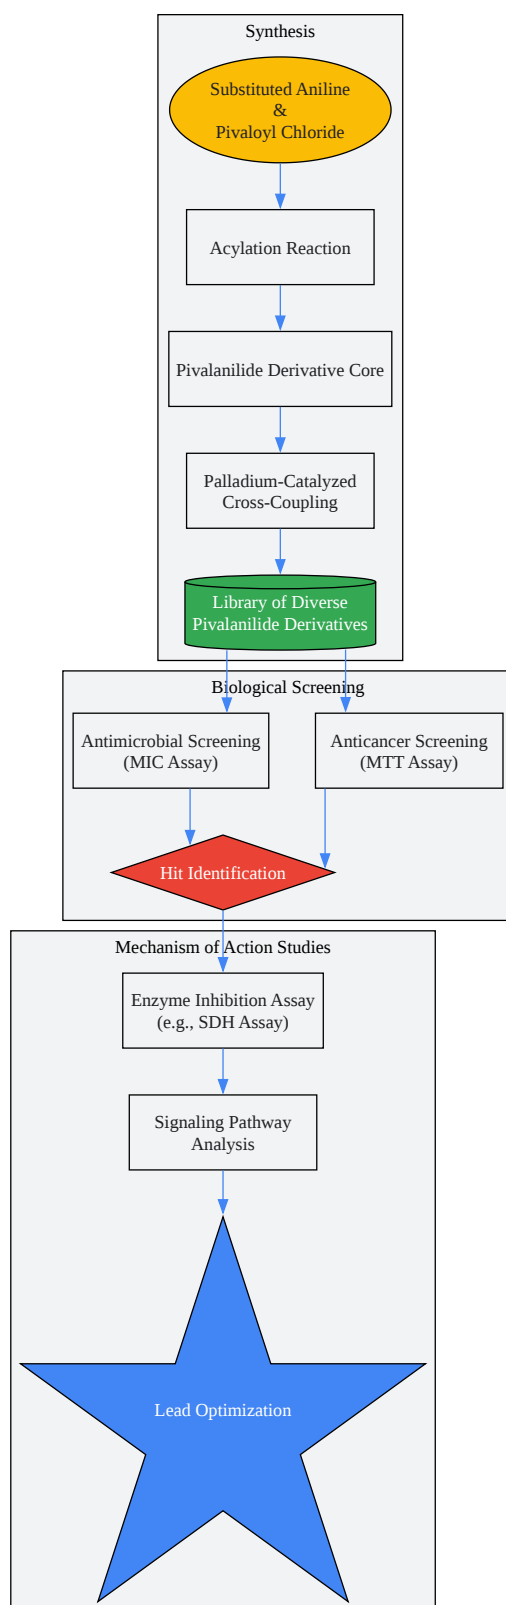 Synthesis
Substituted Aniline
&
Pivaloyl Chloride
Acylation Reaction
Pivalanilide Derivative Core
Palladium-Catalyzed
Cross-Coupling
Library of Diverse
Pivalanilide Derivatives
Biological Screening
Antimicrobial Screening
(MIC Assay)
Anticancer Screening
(MTT Assay)
Hit Identification
Mechanism of Action Studies
Enzyme Inhibition Assay
(e.g., SDH Assay)
Signaling Pathway
Analysis
Lead Optimization